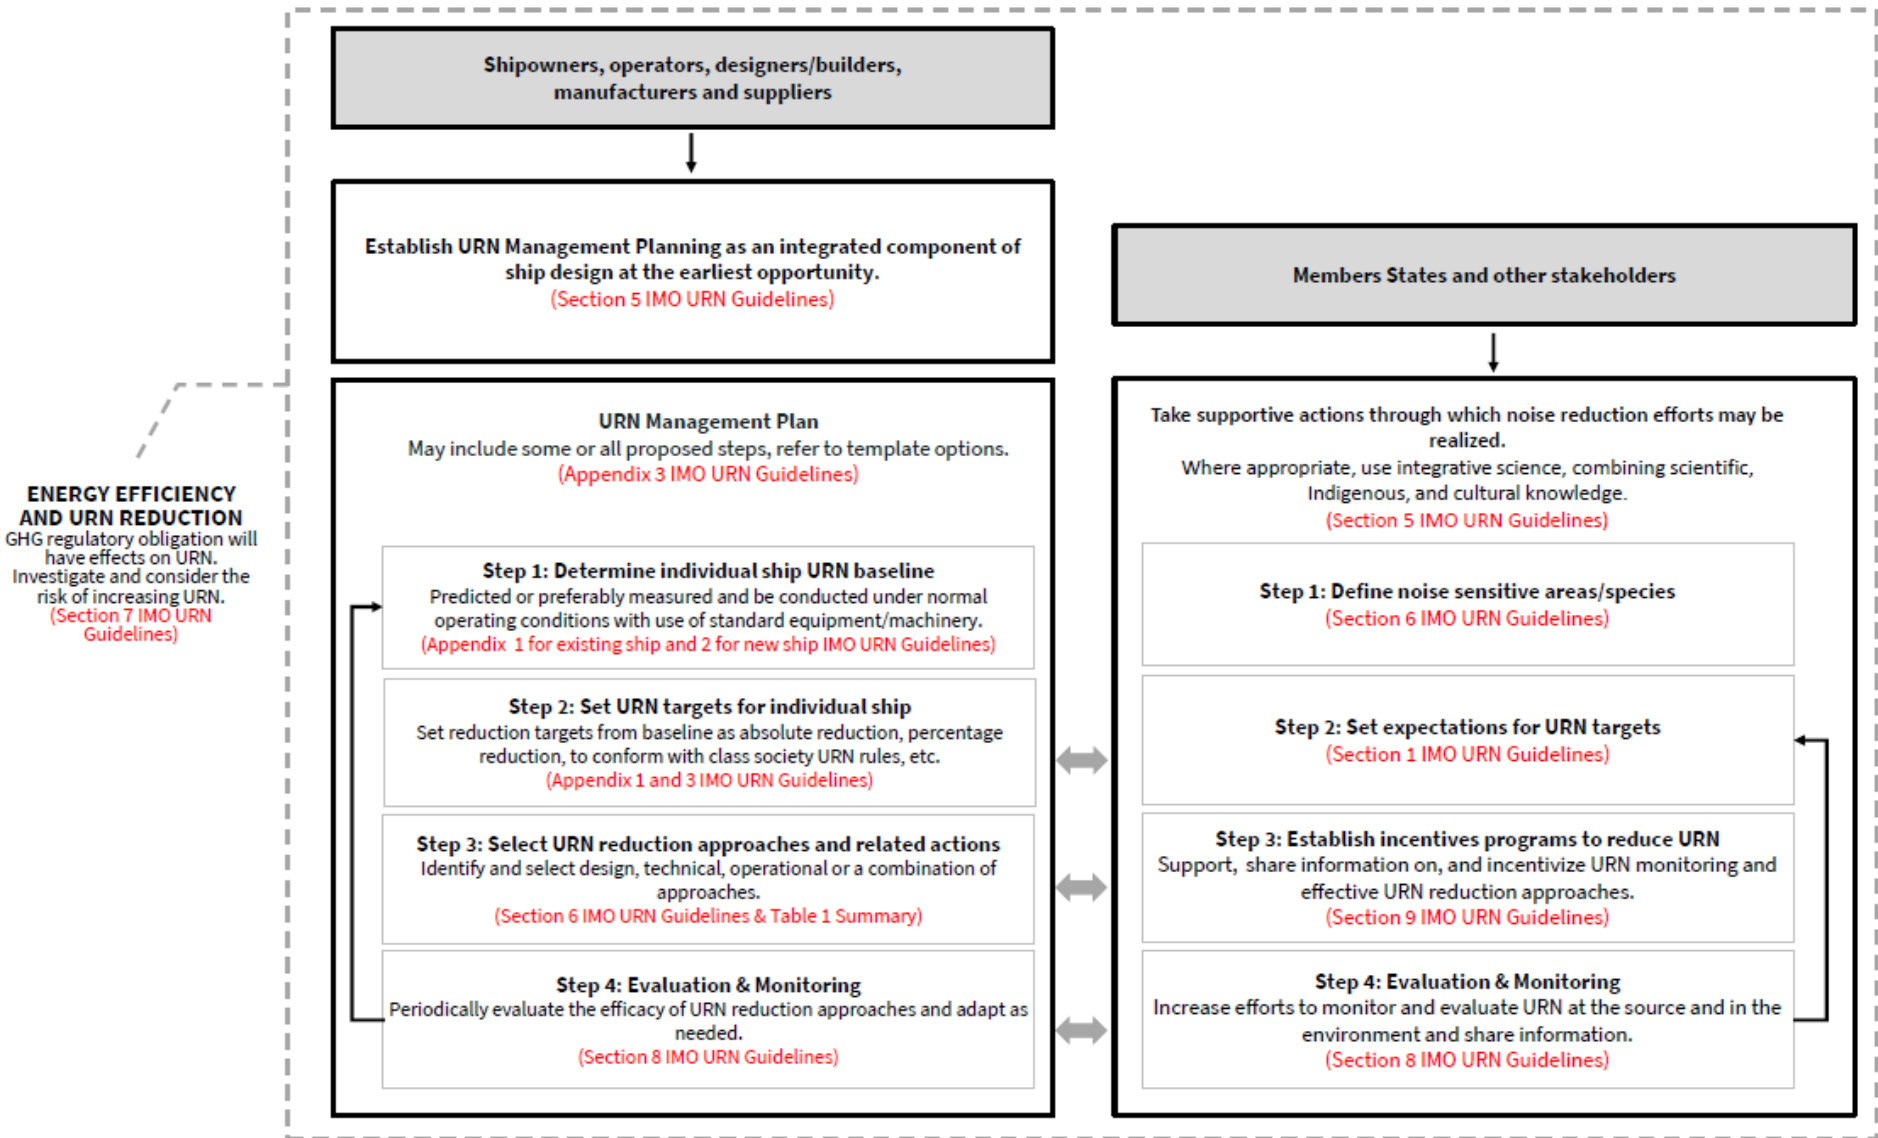 Shipowners, operators, designers/builders,
manufacturers and suppliers
Establish URN Management Planning as an integrated component of
ship design at the earliest opportunity.
(Section 5 IMO URN Guidelines)
URN Management Plan
May include some or all proposed steps, refer to template options.
(Appendix 3 IMO URN Guidelines)
Step 1: Determine individual ship URN baseline
Predicted or preferably measured and be conducted under normal
operating conditions with use of standard equipment/machinery.
(Appendix 1 for existing ship and 2 for new ship IMO URN Guidelines)
Step 2: Set URN targets for individual ship
Set reduction targets from baseline as absolute reduction, percentage
reduction, to conform with class society URN rules, etc.
(Appendix 1 and 3 IMO URN Guidelines)
Step 3: Select URN reduction approaches and related actions
Identify and select design, technical, operational or a combination of
approaches.
(Section 6 IMO URN Guidelines & Table 1 Summary)
Step 4: Evaluation & Monitoring
Periodically evaluate the efficacy of URN reduction approaches and adapt as
needed.
(Section 8 IMO URN Guidelines)
Members States and other stakeholders
Take supportive actions through which noise reduction efforts may be
realized.
Where appropriate, use integrative science, combining scientific,
Indigenous, and cultural knowledge.
(Section 5 IMO URN Guidelines)
Step 1: Define noise sensitive areas/species
(Section 6 IMO URN Guidelines)
Step 2: Set expectations for URN targets
(Section 1 IMO URN Guidelines)
Step 3: Establish incentives programs to reduce URN
Support, share information on, and incentivize URN monitoring and
effective URN reduction approaches.
(Section 9 IMO URN Guidelines)
Step 4: Evaluation & Monitoring
Increase efforts to monitor and evaluate URN at the source and in the
environment and share information.
(Section 8 IMO URN Guidelines)
ENERGY EFFICIENCY
AND URN REDUCTION
GHG regulatory obligation will
have effects on URN.
Investigate and consider the
risk of increasing URN.
(Section 7 IMO URN
Guidelines)